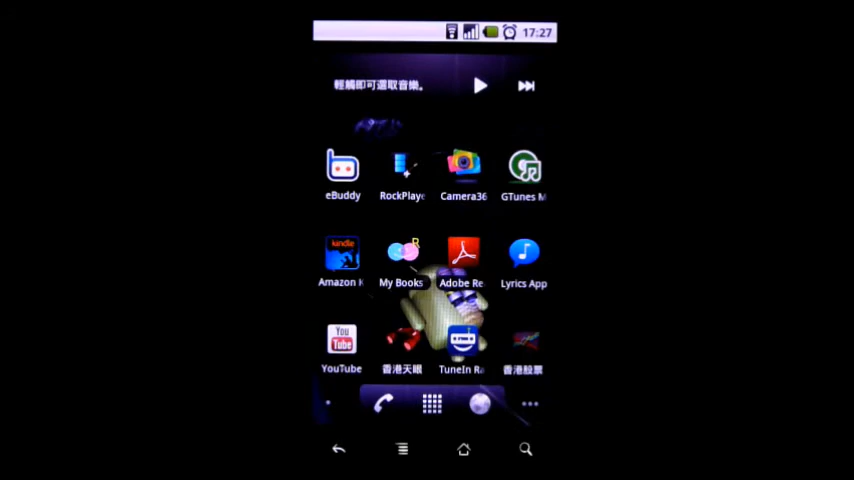 17:27
輕觸即可選取音樂。
eBuddy RockPlaye Camera36 GTunes M
kindle
R
Amazon K My Books Adobe Re Lyrics App
You
Tube
YouTube 香港天眼 TuneIn Ra 香港股票